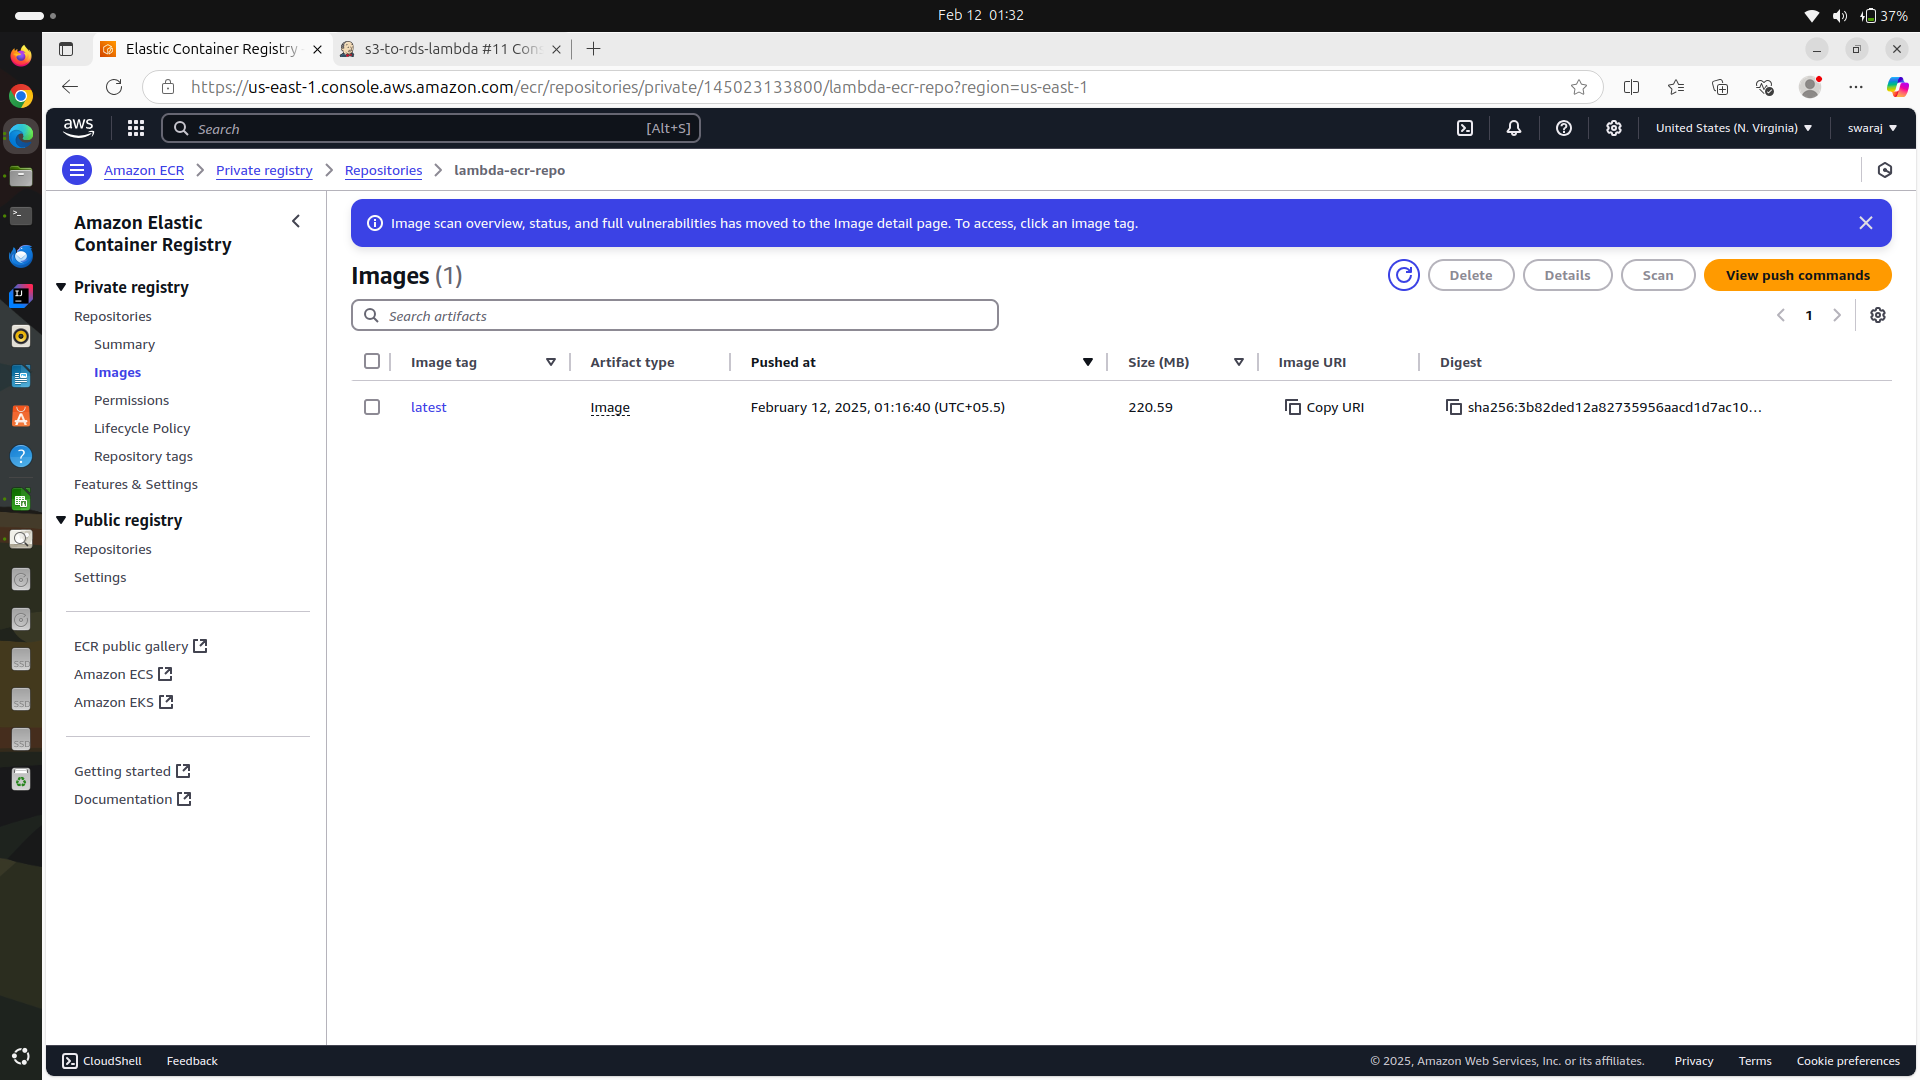 Feb 12 01:32
37%
Elastic Container Registry
s3-to-rds-lambda #11 Cons
https://us-east-1.console.aws.amazon.com/ecr/repositories/private/145023133800/lambda-ecr-repo?region=us-east-1
aws
Search
[Alt+S]
United States (N. Virginia)
swaraj
Amazon ECR
Private registry
Repositories
lambda-ecr-repo
Amazon Elastic
Container Registry
Private registry
Repositories
Summary
Images
Permissions
Lifecycle Policy
Repository tags
Features & Settings
Public registry
Repositories
Settings
ECR public gallery
Amazon ECS
Amazon EKS
Getting started
Documentation
Image scan overview, status, and full vulnerabilities has moved to the Image detail page. To access, click an image tag.
Images (1)
Delete
Details
Scan
View push commands
Search artifacts
1
Image tag
Artifact type
Pushed at
Size (MB)
Image URI
Digest
latest
Image
February 12, 2025, 01:16:40 (UTC+05.5)
220.59
Copy URI
sha256:3b82ded12a82735956aacd1d7ac10...
CloudShell
Feedback
© 2025, Amazon Web Services, Inc. or its affiliates.
Privacy
Terms
Cookie preferences